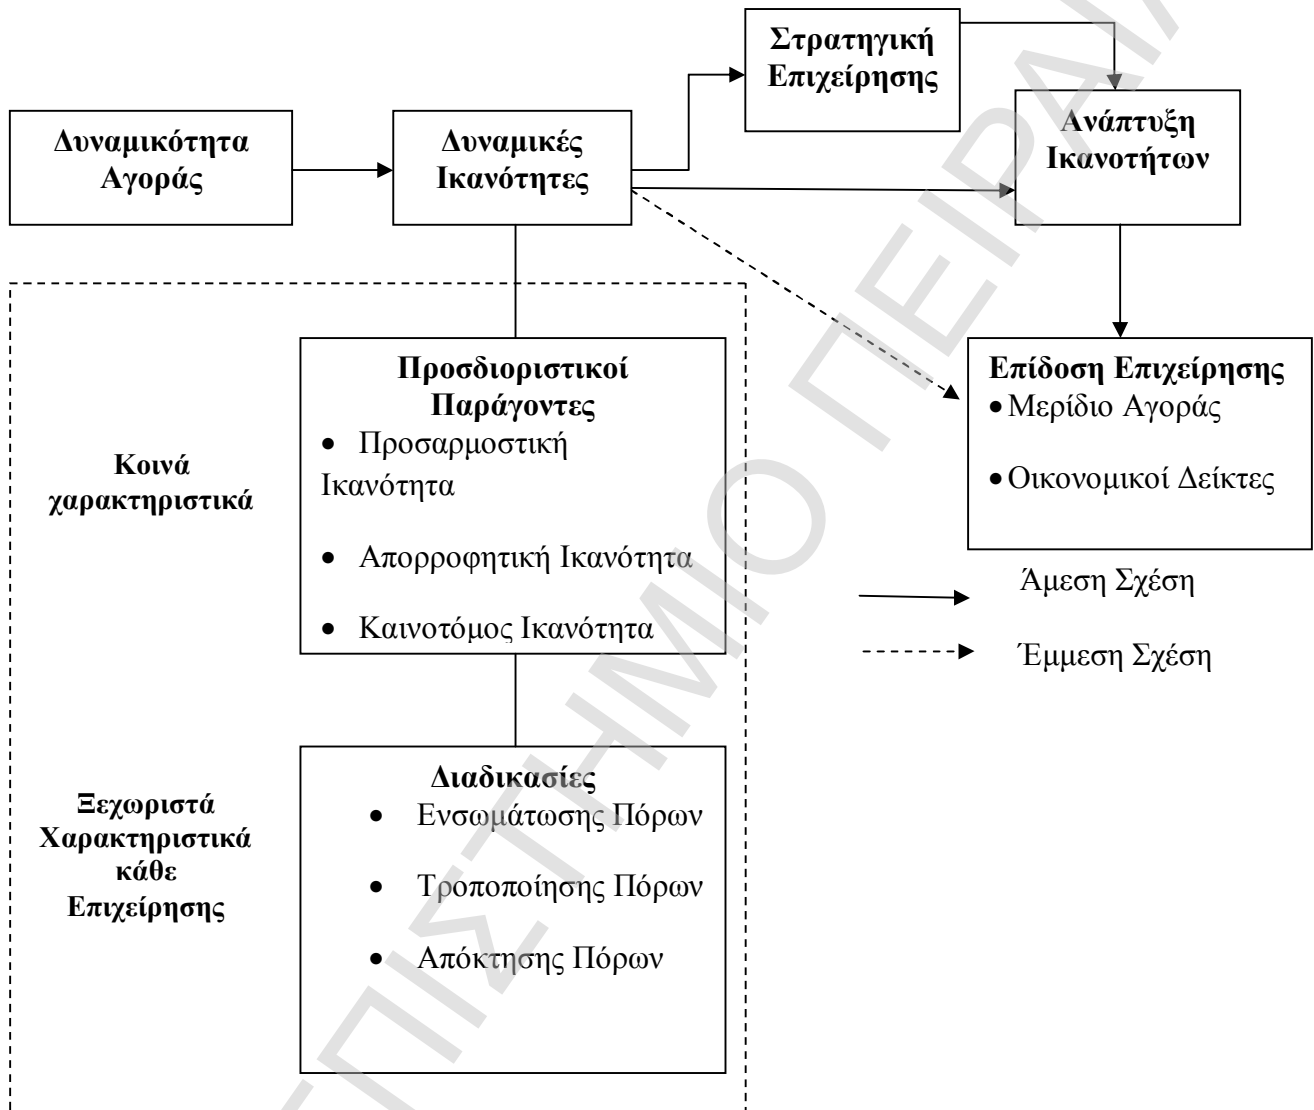 Στρατηγική
Επιχείρησης
Δυναμικότητα
Αγοράς
Δυναμικές
Ικανότητες
Ανάπτυξη
Ικανοτήτων
Προσδιοριστικοί
Παράγοντες
• Προσαρμοστική
Ικανότητα
• Απορροφητική Ικανότητα
• Καινοτόμος Ικανότητα
Κοινά
χαρακτηριστικά
Επίδοση Επιχείρησης
• Μερίδιο Αγοράς
• Οικονομικοί Δείκτες
Άμεση Σχέση
Έμμεση Σχέση
Ξεχωριστά
Χαρακτηριστικά
κάθε
Επιχείρησης
Διαδικασίες
• Ενσωμάτωσης Πόρων
• Τροποποίησης Πόρων
• Απόκτησης Πόρων